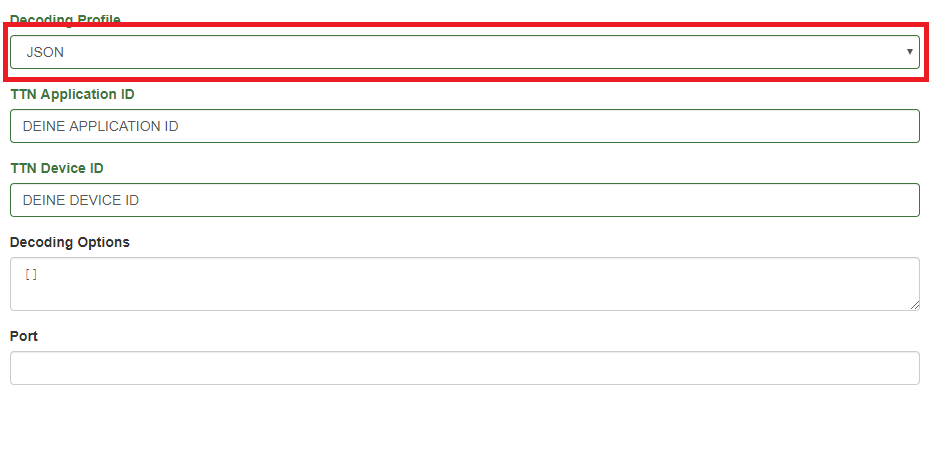 Decoding Profile
JSON
TTN Application ID
DEINE APPLICATION ID
TTN Device ID
DEINE DEVICE ID
Decoding Options
[ ]
Port